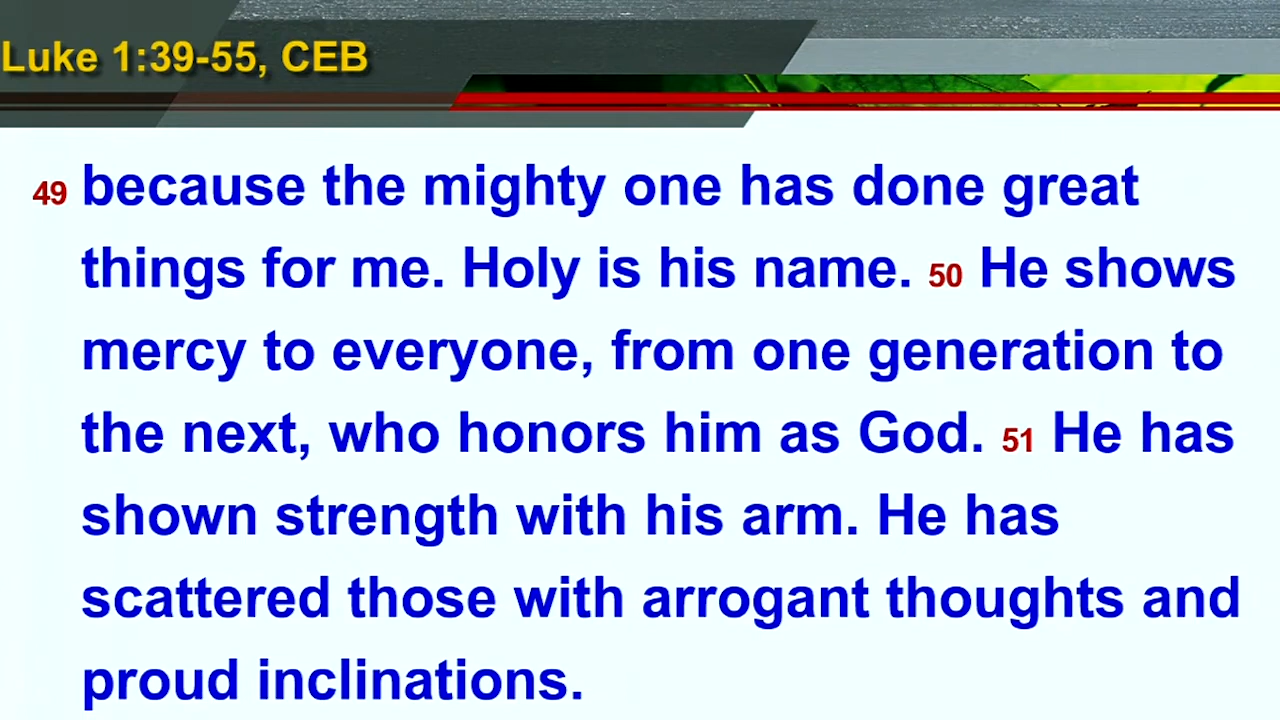 Luke 1:39-55, CEB
49 because the mighty one has done great
things for me. Holy is his name. 50 He shows
mercy to everyone, from one generation to
the next, who honors him as God. 51 He has
shown strength with his arm. He has
scattered those with arrogant thoughts and
proud inclinations.